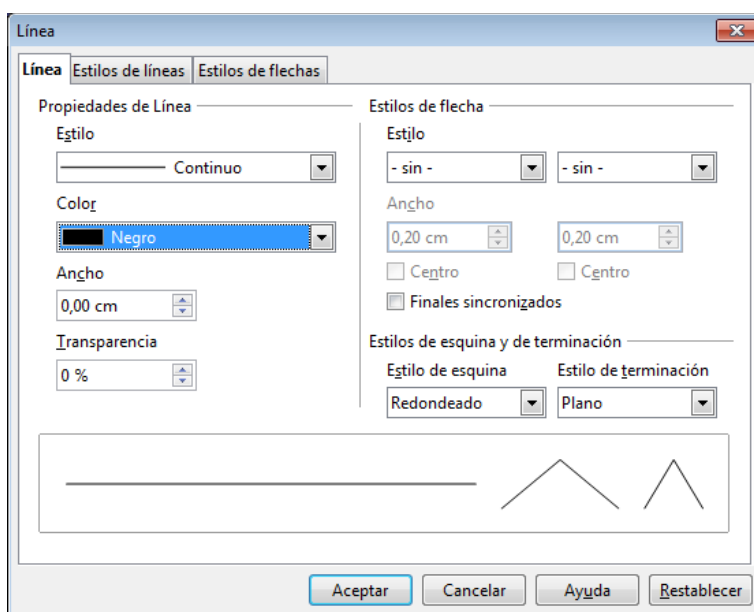 Línea
Línea Estilos de líneas Estilos de flechas
Propiedades de Línea
Estilo
Continuo
Color
Negro
Ancho
0,00 cm
Transparencia
0 %
Estilos de flecha
Estilo
- sin - - sin -
Ancho
0,20 cm 0,20 cm
Centro Centro
Finales sincronizados
Estilos de esquina y de terminación
Estilo de esquina Estilo de terminación
Redondeado Plano
Aceptar Cancelar Ayuda Restablecer